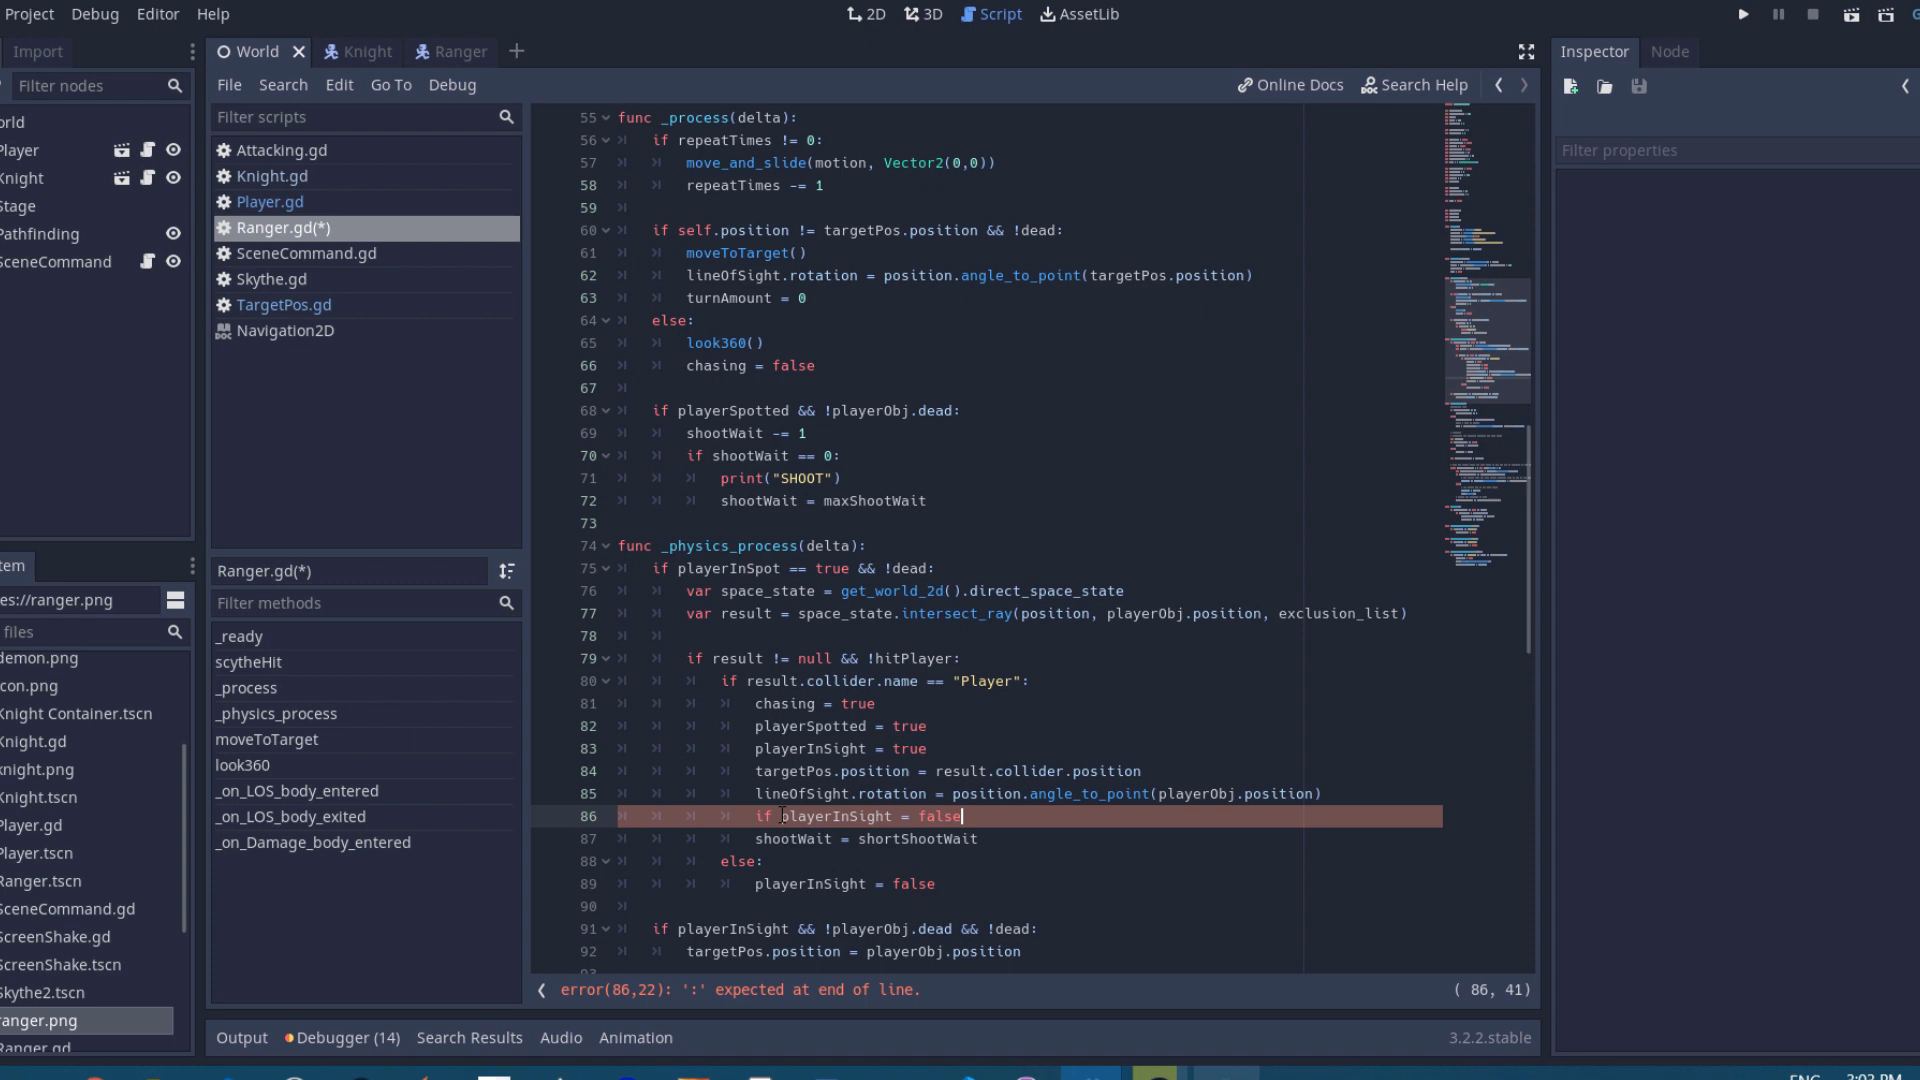 Project Debug Editor Help
2D 3D Script AssetLib
Import
World Knight Ranger
Inspector Node
Filter nodes
File Search Edit Go To Debug
Online Docs Search Help
Filter scripts
Filter properties
orld
Player
Knight
Stage
Pathfinding
SceneCommand
Attacking.gd
Knight.gd
Player.gd
Ranger.gd(*)
SceneCommand.gd
Skythe.gd
TargetPos.gd
Navigation2D
55 func _process(delta):
56 if repeatTimes != 0:
57 move_and_slide(motion, Vector2(0,0))
58 repeatTimes -= 1
59
60 if self.position != targetPos.position && !dead:
61 moveToTarget()
62 lineOfSight.rotation = position.angle_to_point(targetPos.position)
63 turnAmount = 0
64 else:
65 look360()
66 chasing = false
67
68 if playerSpotted && !playerObj.dead:
69 shootWait -= 1
70 if shootWait == 0:
71 print("SHOOT")
72 shootWait = maxShootWait
73
74 func _physics_process(delta):
75 if playerInSpot == true && !dead:
76 var space_state = get_world_2d().direct_space_state
77 var result = space_state.intersect_ray(position, playerObj.position, exclusion_list)
78
79 if result != null && !hitPlayer:
80 if result.collider.name == "Player":
81 chasing = true
82 playerSpotted = true
83 playerInSight = true
84 targetPos.position = result.collider.position
85 lineOfSight.rotation = position.angle_to_point(playerObj.position)
86 if playerInSight = false
87 shootWait = shortShootWait
88 else:
89 playerInSight = false
90
91 if playerInSight && !playerObj.dead && !dead:
92 targetPos.position = playerObj.position
93
Ranger.gd(*)
Filter methods
_ready
scytheHit
_process
_physics_process
moveToTarget
look360
_on_LOS_body_entered
_on_LOS_body_exited
_on_Damage_body_entered
tem
es://ranger.png
files
demon.png
con.png
Knight Container.tscn
Knight.gd
knight.png
Knight.tscn
Player.gd
Player.tscn
Ranger.tscn
SceneCommand.gd
ScreenShake.gd
ScreenShake.tscn
Skythe2.tscn
ranger.png
Ranger.gd
error(86,22): ':' expected at end of line.
( 86, 41)
Output Debugger (14) Search Results Audio Animation
3.2.2.stable
ENG 3:03 PM